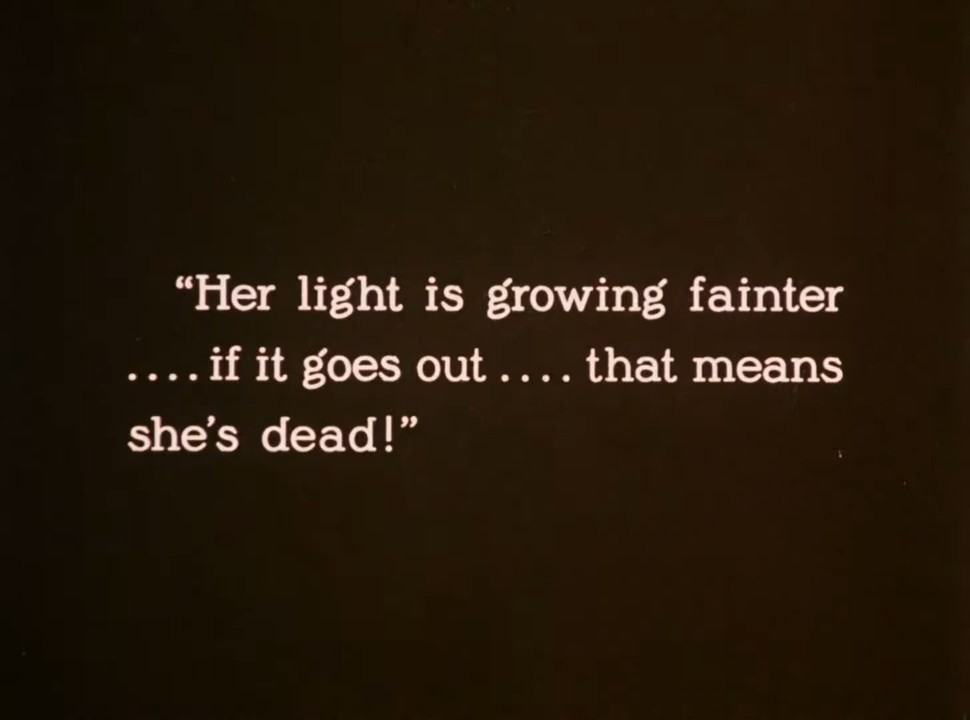 “Her light is growing fainter
.... if it goes out .... that means
she’s dead!”